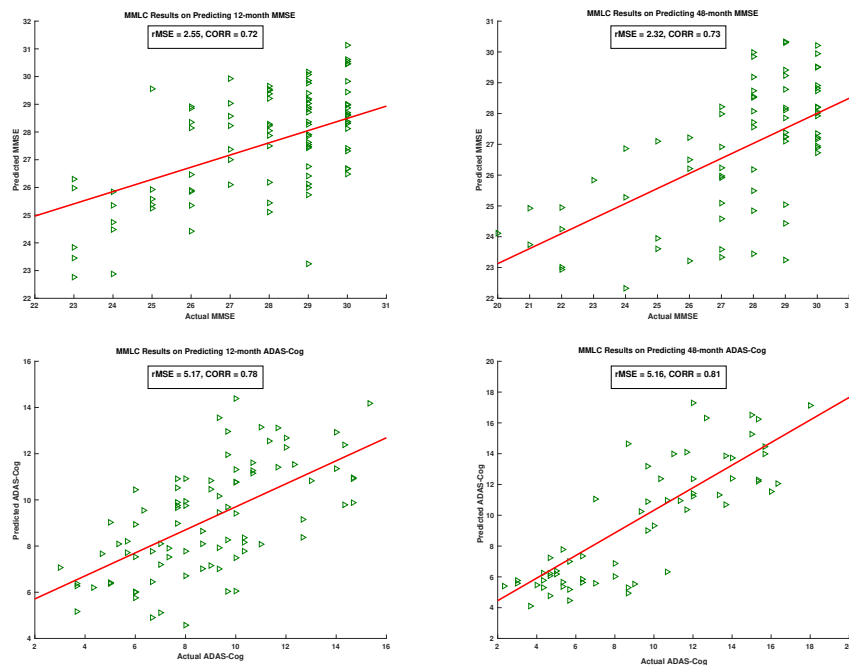 MMLC Results on Predicting 12-month MMSE
rMSE = 2.55, CORR = 0.72
32
31
30
29
28
27
26
25
24
23
22
Predicted MMSE
22 23 24 25 26 27 28 29 30 31
Actual MMSE
MMLC Results on Predicting 48-month MMSE
rMSE = 2.32, CORR = 0.73
31
30
29
28
27
26
25
24
23
22
Predicted MMSE
20 21 22 23 24 25 26 27 28 29 30 31
Actual MMSE
MMLC Results on Predicting 12-month ADAS-Cog
rMSE = 5.17, CORR = 0.78
16
14
12
10
8
6
4
Predicted ADAS-Cog
2 4 6 8 10 12 14 16
Actual ADAS-Cog
MMLC Results on Predicting 48-month ADAS-Cog
rMSE = 5.16, CORR = 0.81
20
18
16
14
12
10
8
6
4
2
Predicted ADAS-Cog
2 4 6 8 10 12 14 16 18 20
Actual ADAS-Cog